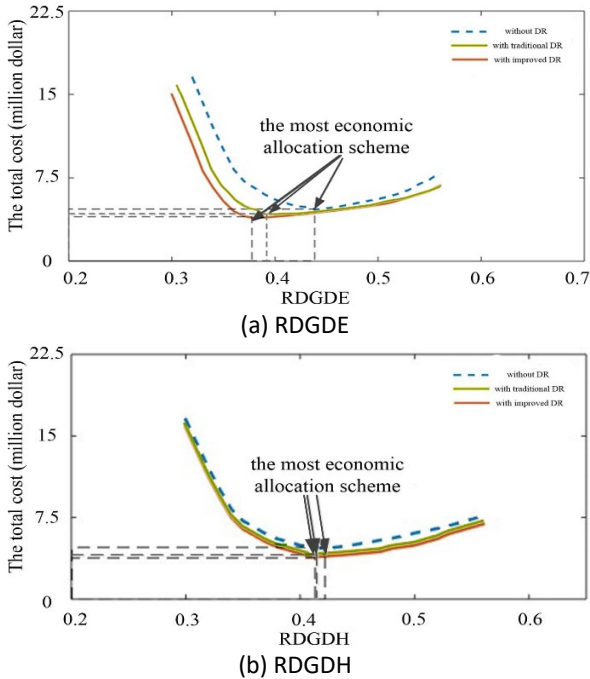 The total cost (million dollar)
22.5
15
7.5
0
without DR
with traditional DR
with improved DR
the most economic
allocation scheme
0.2
0.3
0.4
0.5
0.6
0.7
RDGDE
(a) RDGDE
The total cost (million dollar)
22.5
15
7.5
0
without DR
with traditional DR
with improved DR
the most economic
allocation scheme
0.2
0.3
0.4
0.5
0.6
RDGDH
(b) RDGDH